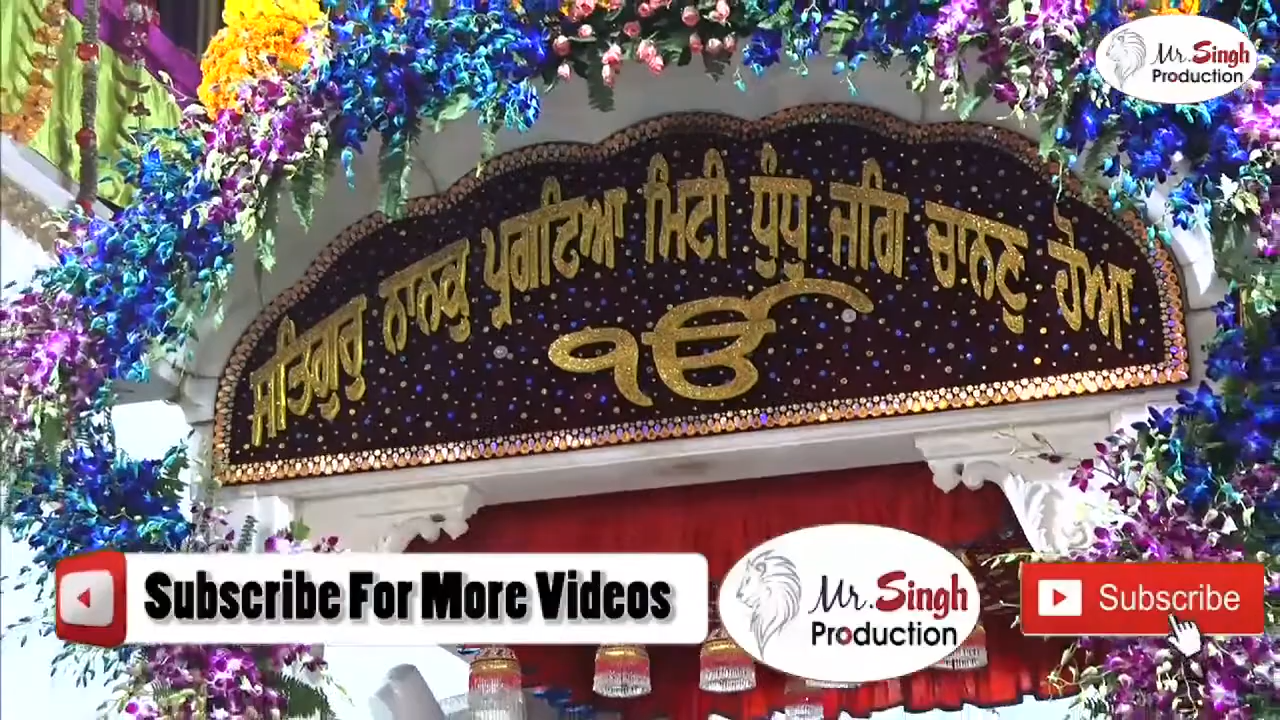 Mr. Singh
Production
ਸਤਿਗੁਰੁ ਨਾਨਕੁ ਪ੍ਰਗਟਿਆ ਮਿਟੀ ਧੁੰਧੁ ਜਗਿ ਚਾਨਣੁ ਹੋਆ
ੴ
Subscribe For More Videos
Mr. Singh
Production
Subscribe